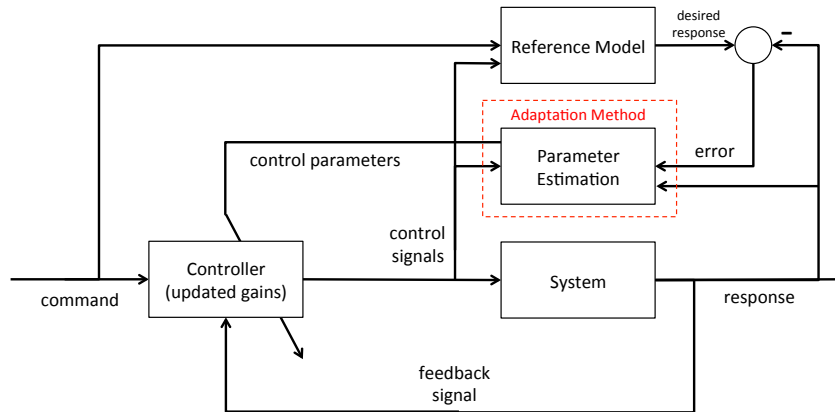 desired
response
Reference Model
-
Adaptation Method
control parameters
Parameter
Estimation
error
control
signals
Controller
(updated gains)
System
command
response
feedback
signal